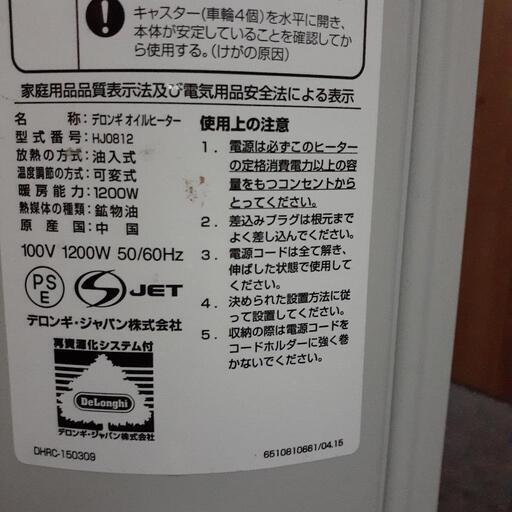 キャスター(車輪4個)を水平に開き、
本体が安定していることを確認してか
ら使用する。(けがの原因)
家庭用品品質表示法及び電気用品安全法による表示
名 称:デロンギ オイルヒーター
型式番号:HJ0812
放熱の方式:油入式
温度調節の方式:可変式
暖房能力:1200W
熱媒体の種類:鉱物油
原産国:中国
100V 1200W 50/60Hz
PS
E
JET
デロンギ・ジャパン株式会社
再資源化システム付
DeLonghi
デロンギ・ジャパン株式会社
DHRC-150309
使用上の注意
1. 電源は必ずこのヒーター
の定格消費電力以上の容
量をもつコンセントから
とってください。
2. 差込みプラグは根元まで
よく差し込んでください。
3. 電源コードは全て解き、
伸ばした状態で使用して
ください。
4. 決められた設置方法に従
って設置してください。
5. 収納の際は電源コードを
コードホルダーに強く巻
かないでください。
6510810661/04.15